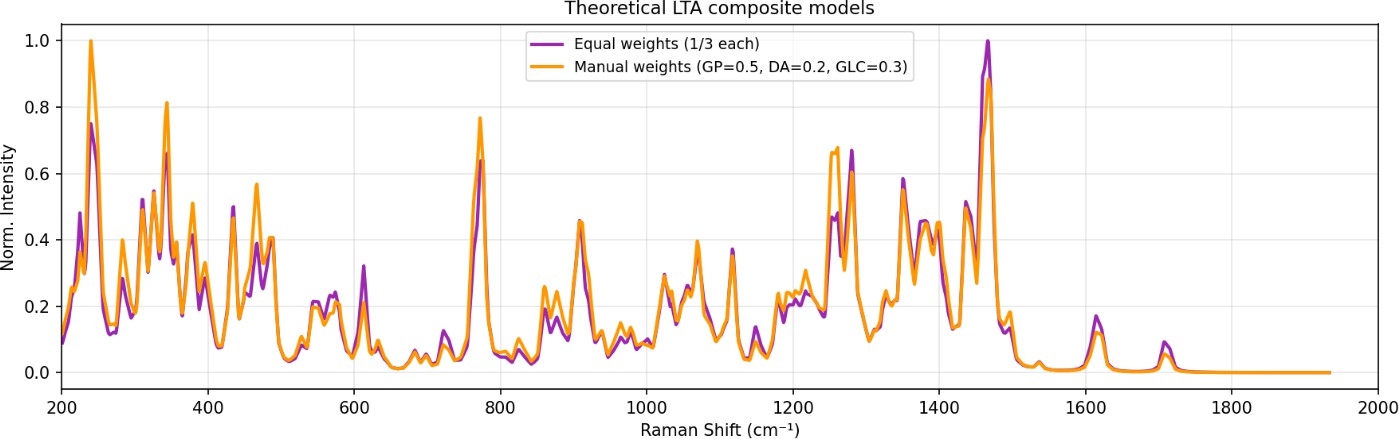 Theoretical LTA composite models
Equal weights (1/3 each)
Manual weights (GP=0.5, DA=0.2, GLC=0.3)
Norm. Intensity
1.0
0.8
0.6
0.4
0.2
0.0
200 400 600 800 1000 1200 1400 1600 1800 2000
Raman Shift (cm⁻¹)